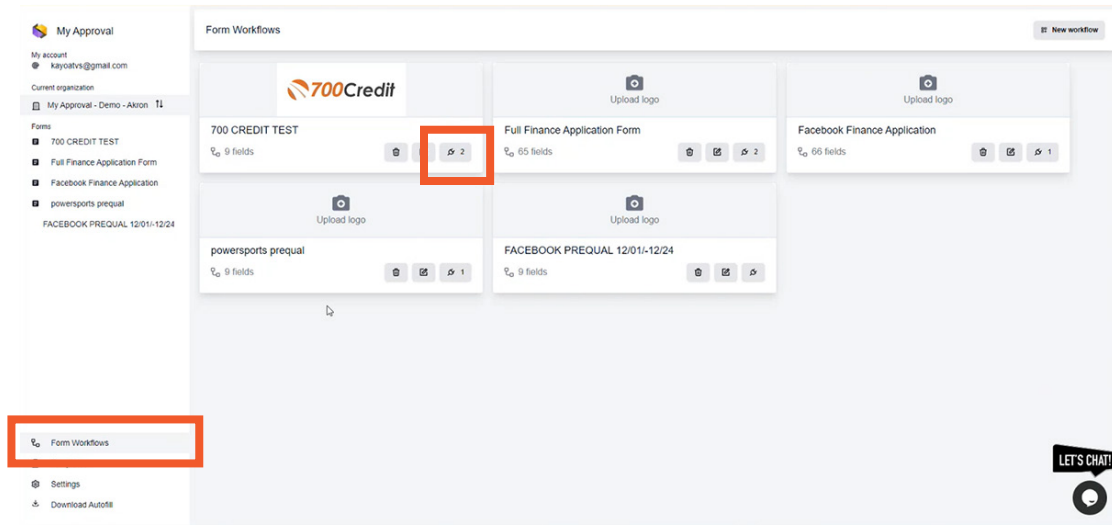 My Approval
My account
kayoatvs@gmail.com
Current organization
My Approval - Demo - Akron
Forms
700 CREDIT TEST
Full Finance Application Form
Facebook Finance Application
powersports prequal
FACEBOOK PREQUAL 12/01/-12/24
Form Workflows
Settings
Download Autofill
Form Workflows
New workflow
700Credit
700 CREDIT TEST
9 fields
2
Upload logo
Full Finance Application Form
65 fields
2
Upload logo
Facebook Finance Application
66 fields
1
Upload logo
powersports prequal
9 fields
1
Upload logo
FACEBOOK PREQUAL 12/01/-12/24
9 fields
LET'S CHAT!